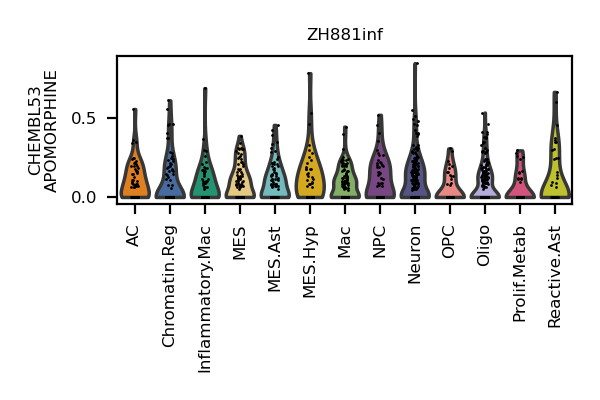 ZH881inf
CHEMBL53
APOMORPHINE
0.5
0.0
AC
Chromatin.Reg
Inflammatory.Mac
MES
MES.Ast
MES.Hyp
Mac
NPC
Neuron
OPC
Oligo
Prolif.Metab
Reactive.Ast